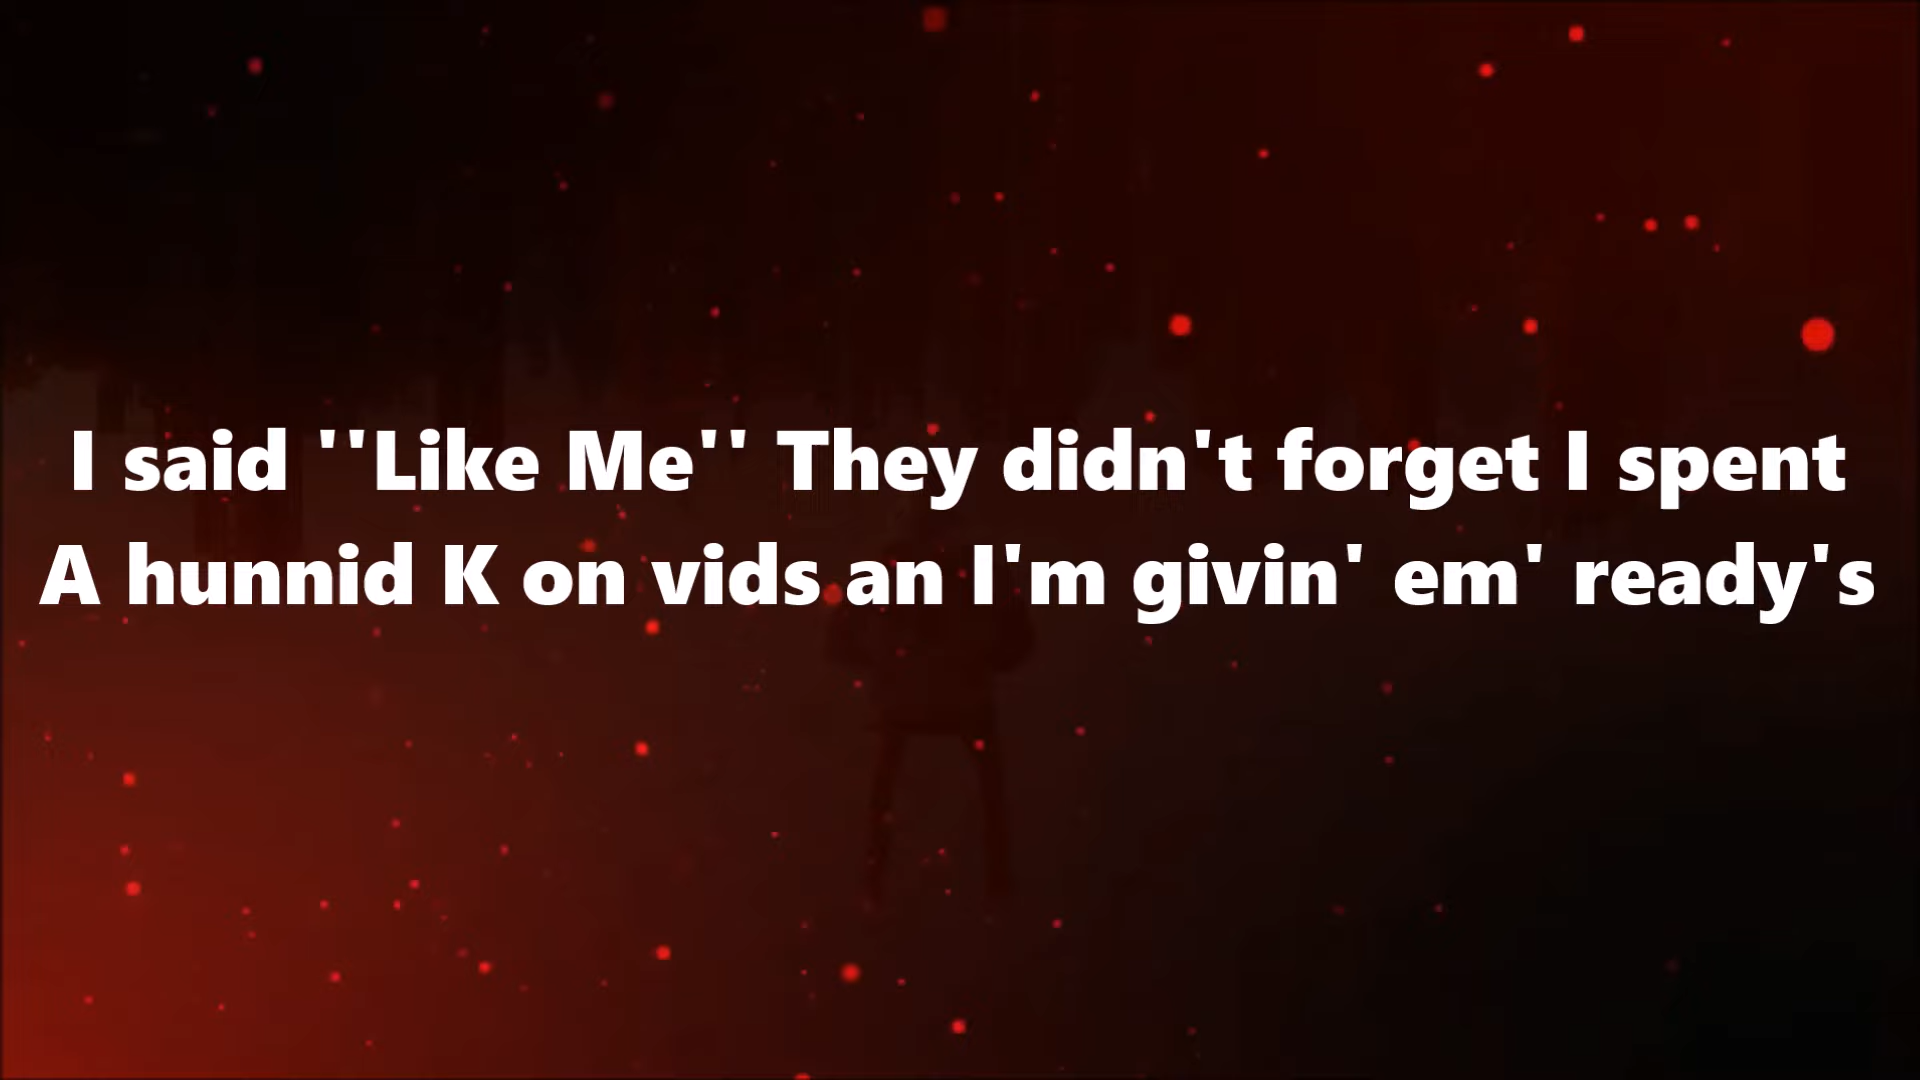 I said ''Like Me'' They didn't forget I spent
A hunnid K on vids an I'm givin' em' ready's